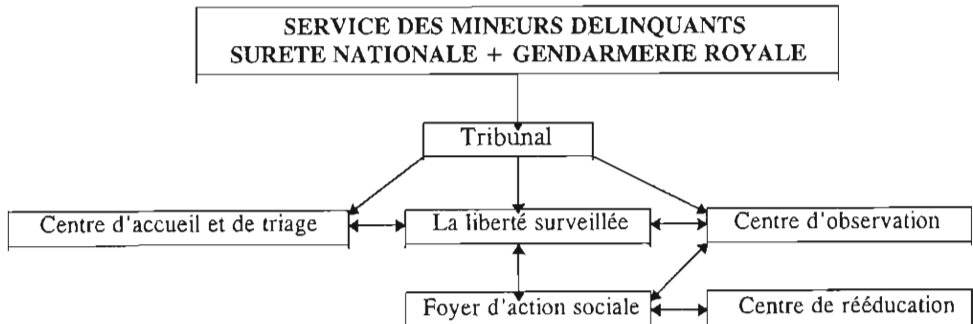 SERVICE DES MINEURS DELINQUANTS
SURETE NATIONALE + GENDARMERIE ROYALE
Tribunal
Centre d'accueil et de triage
La liberté surveillée
Centre d'observation
Foyer d'action sociale
Centre de rééducation